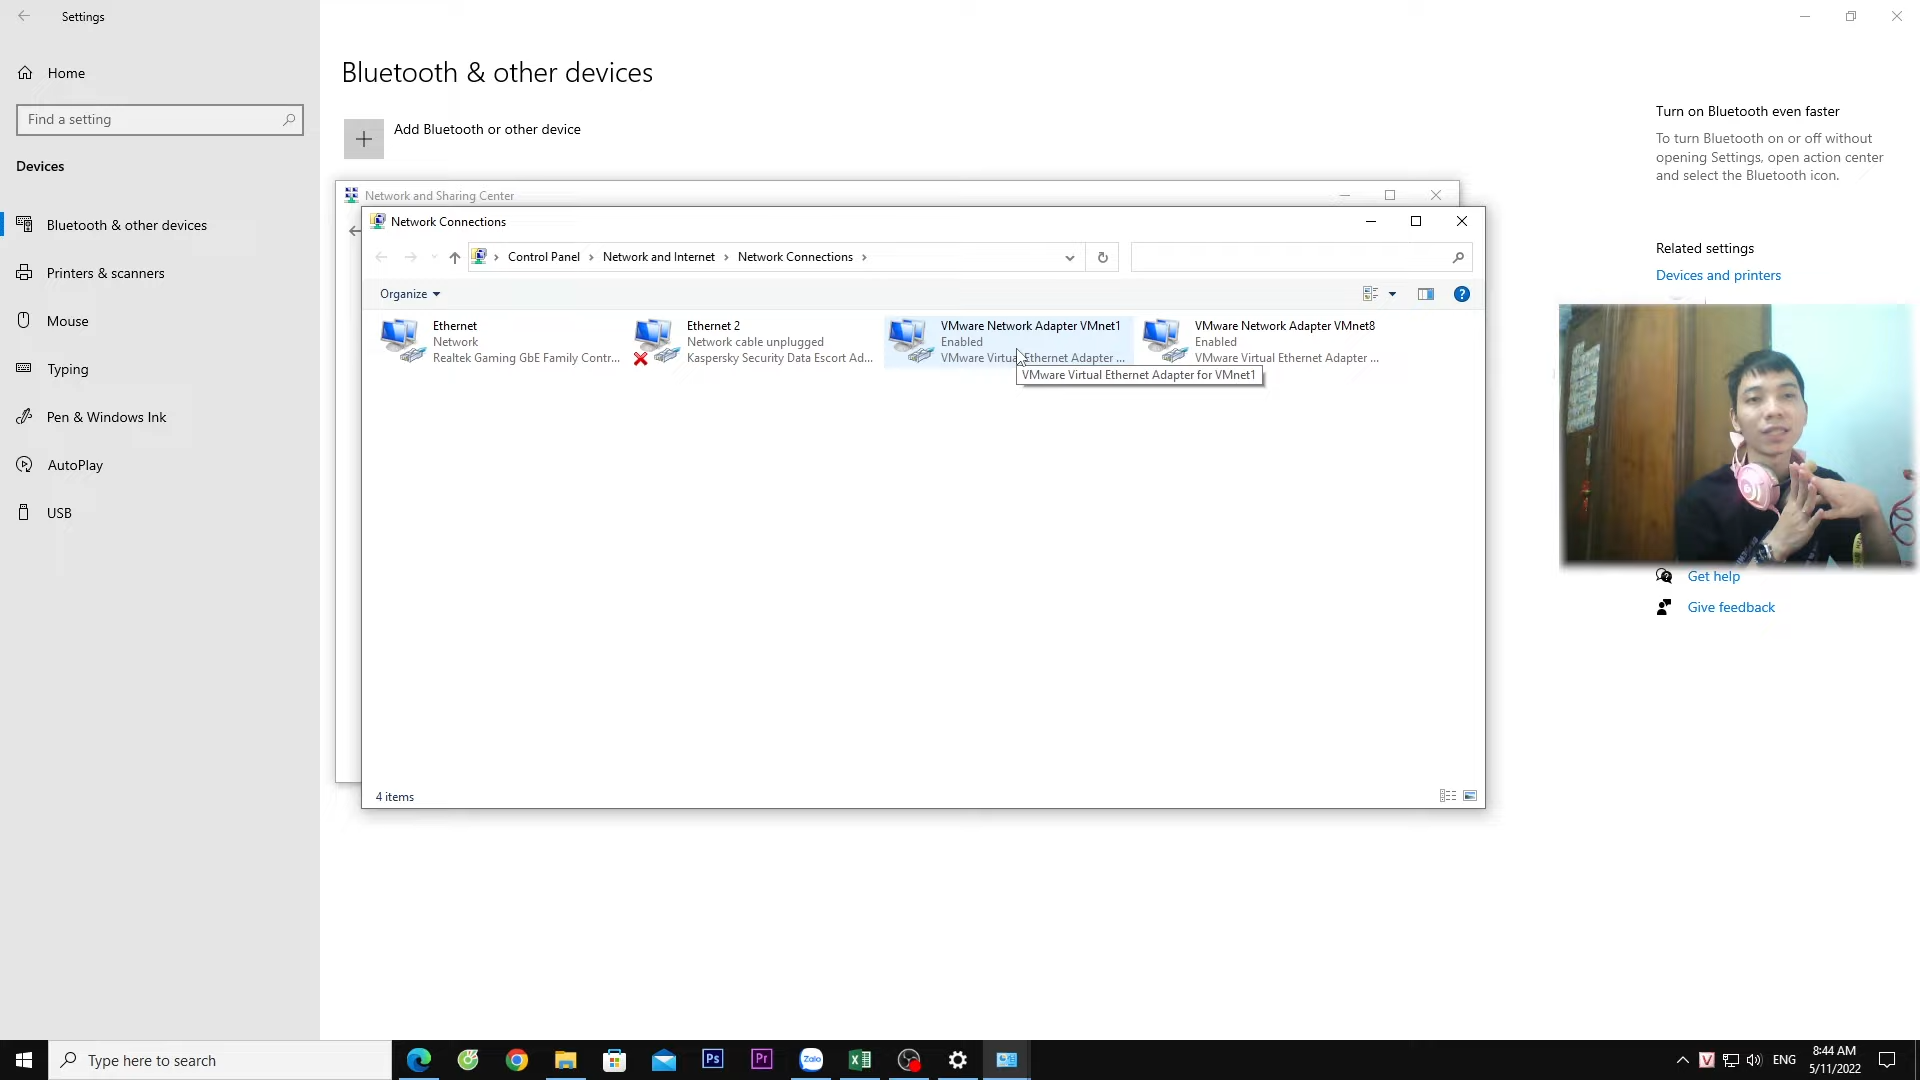 Settings
Home
Find a setting
Devices
Bluetooth & other devices
Printers & scanners
Mouse
Typing
Pen & Windows Ink
AutoPlay
USB
Bluetooth & other devices
Add Bluetooth or other device
Network and Sharing Center
Network Connections
Control Panel
Network and Internet
Network Connections
Organize
Ethernet
Network
Realtek Gaming GbE Family Contr...
Ethernet 2
Network cable unplugged
Kaspersky Security Data Escort Ad...
VMware Network Adapter VMnet1
Enabled
VMware Virtual Ethernet Adapter ...
VMware Virtual Ethernet Adapter for VMnet1
VMware Network Adapter VMnet8
Enabled
VMware Virtual Ethernet Adapter ...
4 items
Turn on Bluetooth even faster
To turn Bluetooth on or off without
opening Settings, open action center
and select the Bluetooth icon.
Related settings
Devices and printers
Get help
Give feedback
Type here to search
Ps
Pr
Zalo
V
ENG
8:44 AM
5/11/2022